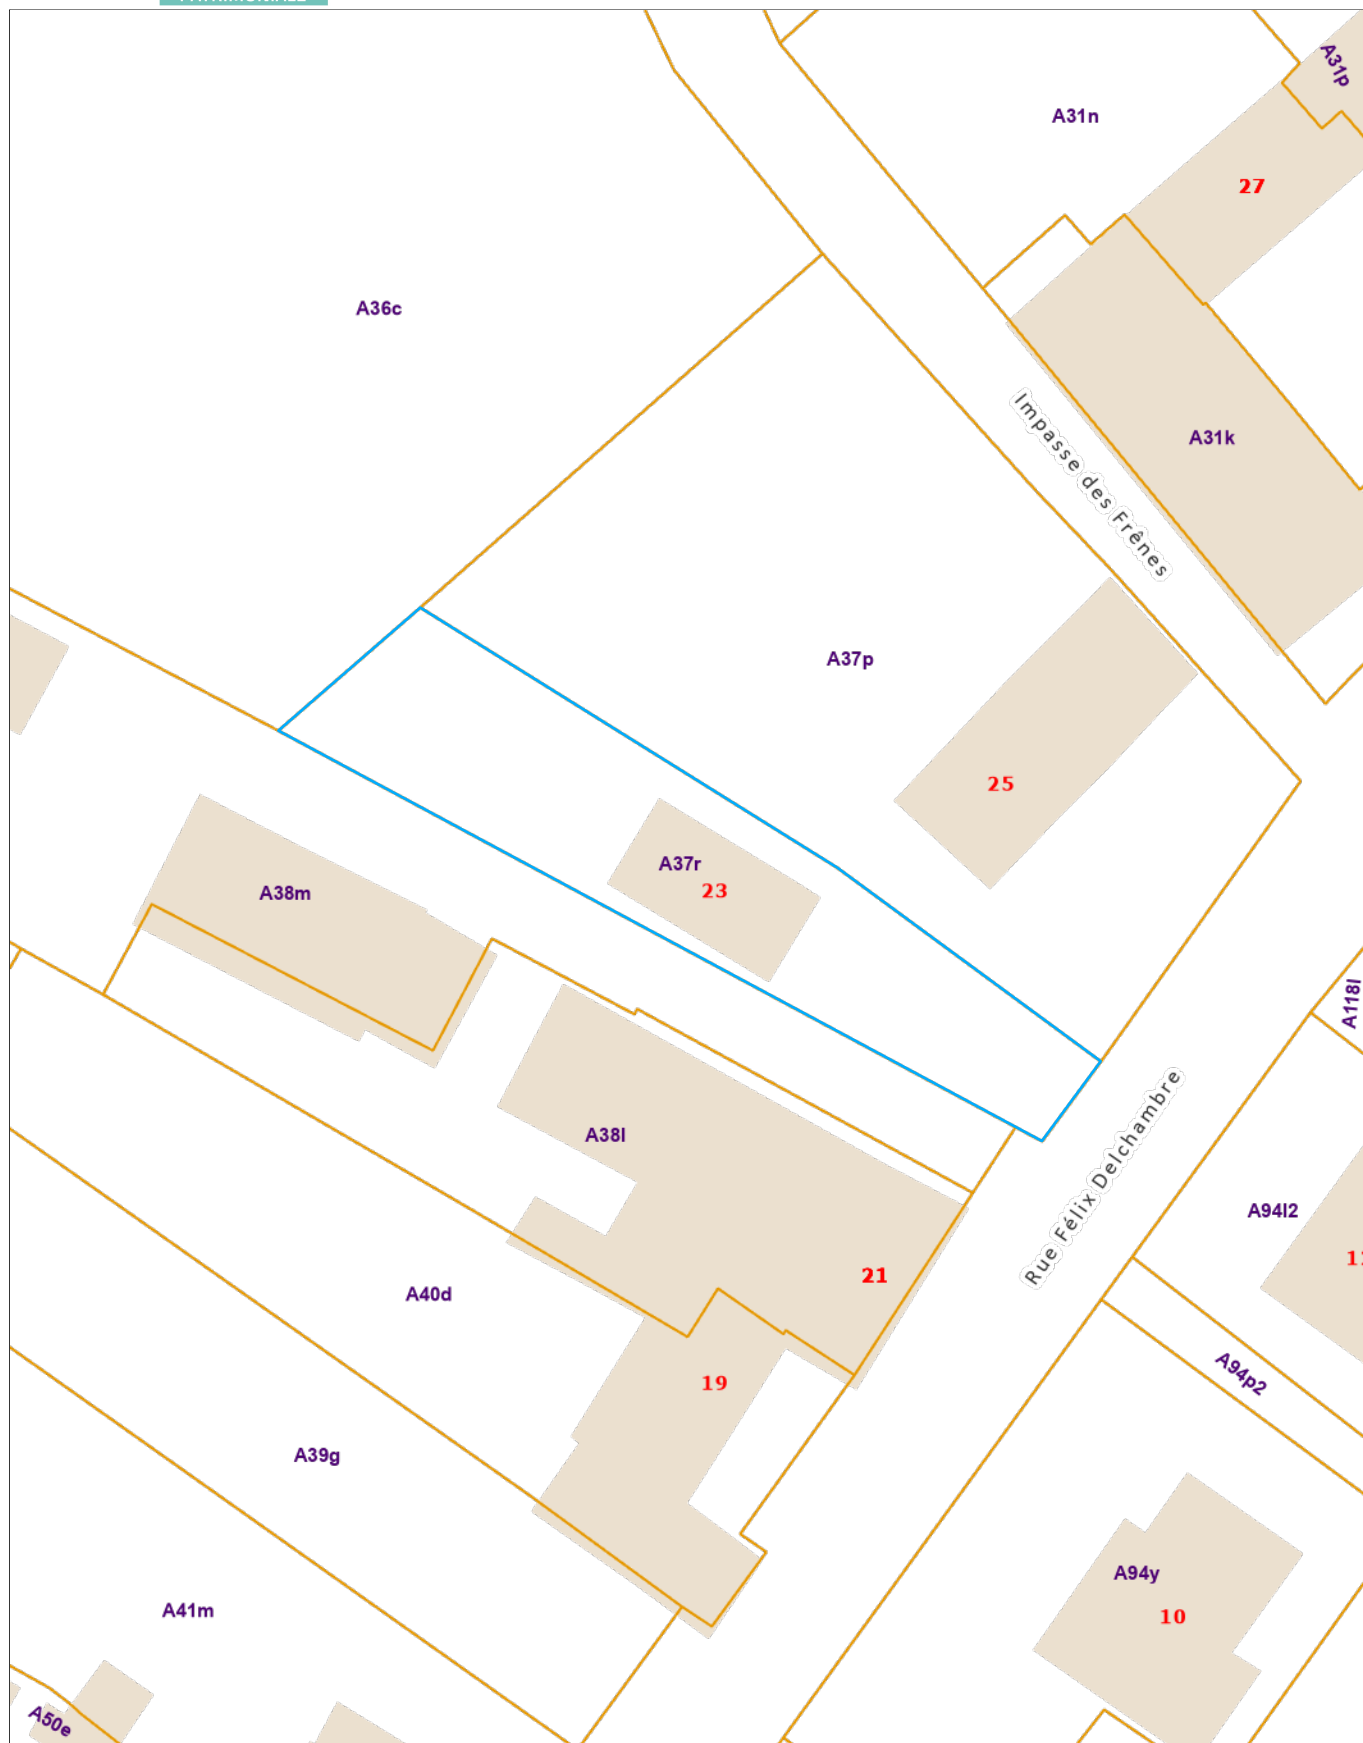 A31p
A31n
27
A36c
A31k
Impasse des Frênes
A37p
25
A37r
23
A38m
A118l
A38l
Rue Félix Delchambre
A94l2
21
A40d
19
A94p2
A39g
A94y
10
A41m
A50e